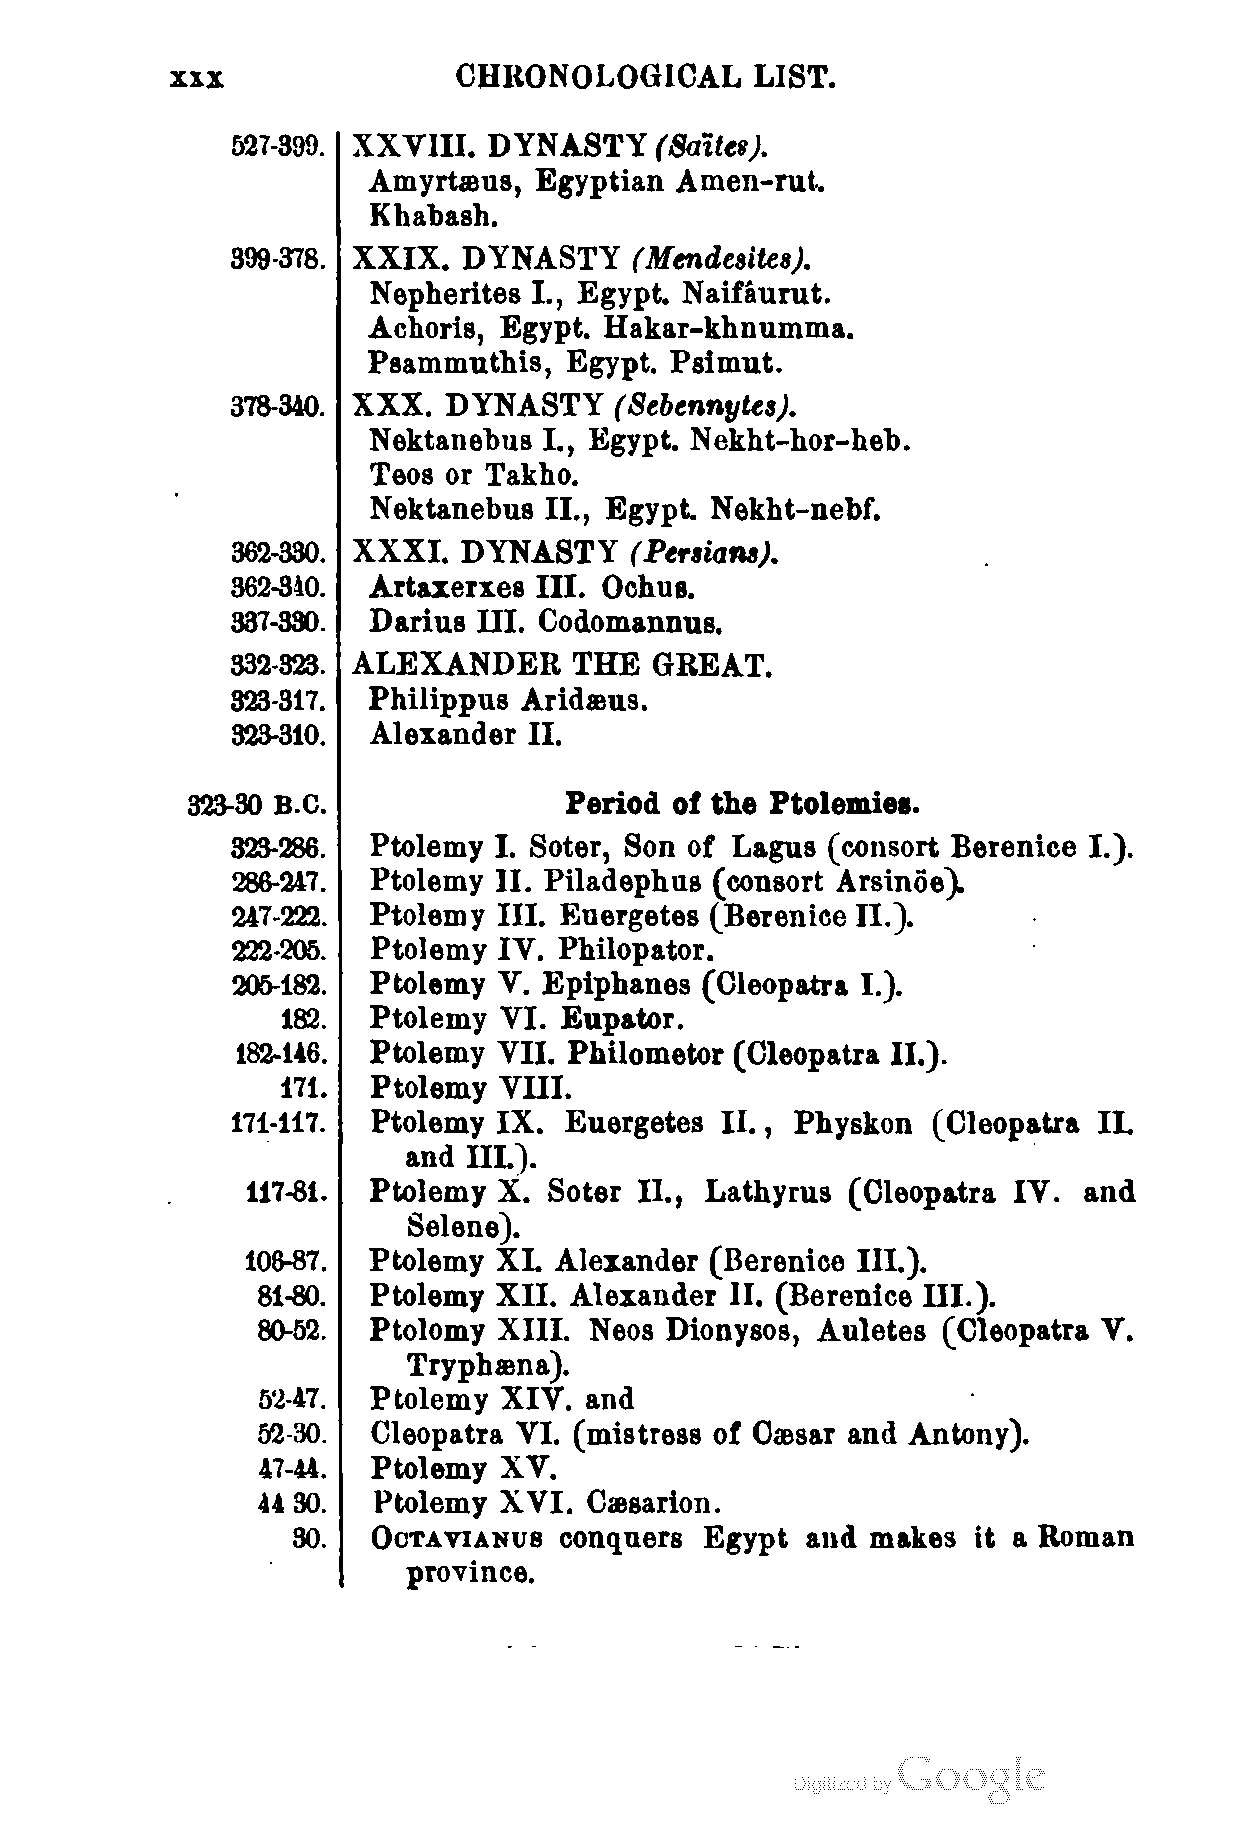 xxx CHRONOLOGICAL LIST.
527-399. XXVIII. DYNASTY (Saïtes).
Amyrtæus, Egyptian Amen-rut.
Khabash.
399-378. XXIX. DYNASTY (Mendesites).
Nepherites I., Egypt. Naifâurut.
Achoris, Egypt. Hakar-khnumma.
Psammuthis, Egypt. Psimut.
378-340. XXX. DYNASTY (Sebennytes).
Nektanebus I., Egypt. Nekht-hor-heb.
Teos or Takho.
Nektanebus II., Egypt. Nekht-nebf.
362-330. XXXI. DYNASTY (Persians).
362-340. Artaxerxes III. Ochus.
337-330. Darius III. Codomannus.
332-323. ALEXANDER THE GREAT.
323-317. Philippus Aridæus.
323-310. Alexander II.
323-30 B.C. Period of the Ptolemies.
323-286. Ptolemy I. Soter, Son of Lagus (consort Berenice I.).
286-247. Ptolemy II. Piladephus (consort Arsinöe).
247-222. Ptolemy III. Euergetes (Berenice II.).
222-205. Ptolemy IV. Philopator.
205-182. Ptolemy V. Epiphanes (Cleopatra I.).
182. Ptolemy VI. Eupator.
182-146. Ptolemy VII. Philometor (Cleopatra II.).
171. Ptolemy VIII.
171-117. Ptolemy IX. Euergetes II., Physkon (Cleopatra II.
and III.).
117-81. Ptolemy X. Soter II., Lathyrus (Cleopatra IV. and
Selene).
106-87. Ptolemy XI. Alexander (Berenice III.).
81-80. Ptolemy XII. Alexander II. (Berenice III.).
80-52. Ptolomy XIII. Neos Dionysos, Auletes (Cleopatra V.
Tryphæna).
52-47. Ptolemy XIV. and
52-30. Cleopatra VI. (mistress of Cæsar and Antony).
47-44. Ptolemy XV.
44 30. Ptolemy XVI. Cæsarion.
30. OCTAVIANUS conquers Egypt and makes it a Roman
province.
Digitized by Google